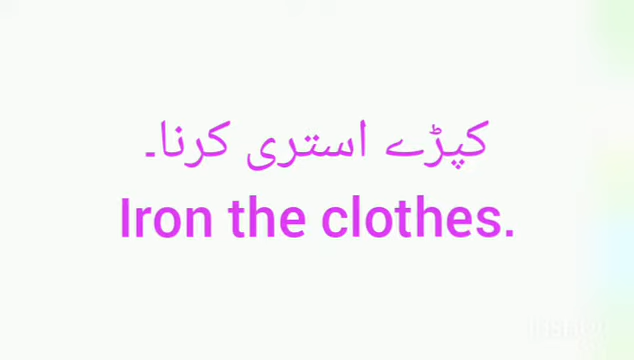 کپڑے استری کرنا۔
Iron the clothes.